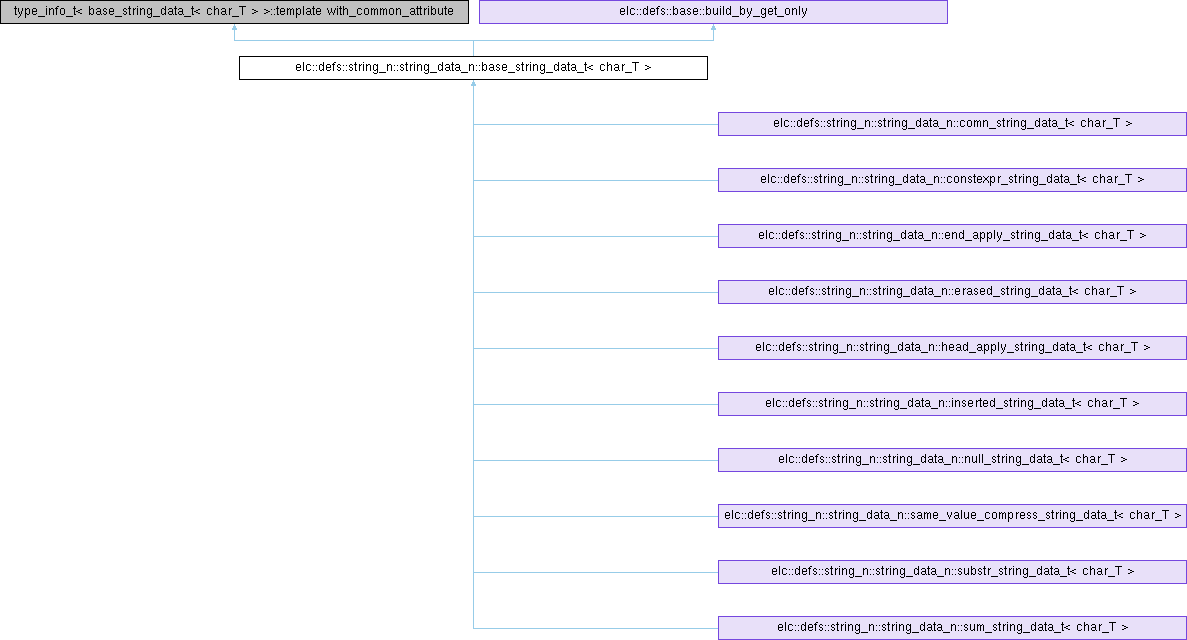 type_info_t< base_string_data_t< char_T > >::template with_common_attribute
elc::defs::base::build_by_get_only
elc::defs::string_n::string_data_n::base_string_data_t< char_T >
elc::defs::string_n::string_data_n::comn_string_data_t< char_T >
elc::defs::string_n::string_data_n::constexpr_string_data_t< char_T >
elc::defs::string_n::string_data_n::end_apply_string_data_t< char_T >
elc::defs::string_n::string_data_n::erased_string_data_t< char_T >
elc::defs::string_n::string_data_n::head_apply_string_data_t< char_T >
elc::defs::string_n::string_data_n::inserted_string_data_t< char_T >
elc::defs::string_n::string_data_n::null_string_data_t< char_T >
elc::defs::string_n::string_data_n::same_value_compress_string_data_t< char_T >
elc::defs::string_n::string_data_n::substr_string_data_t< char_T >
elc::defs::string_n::string_data_n::sum_string_data_t< char_T >